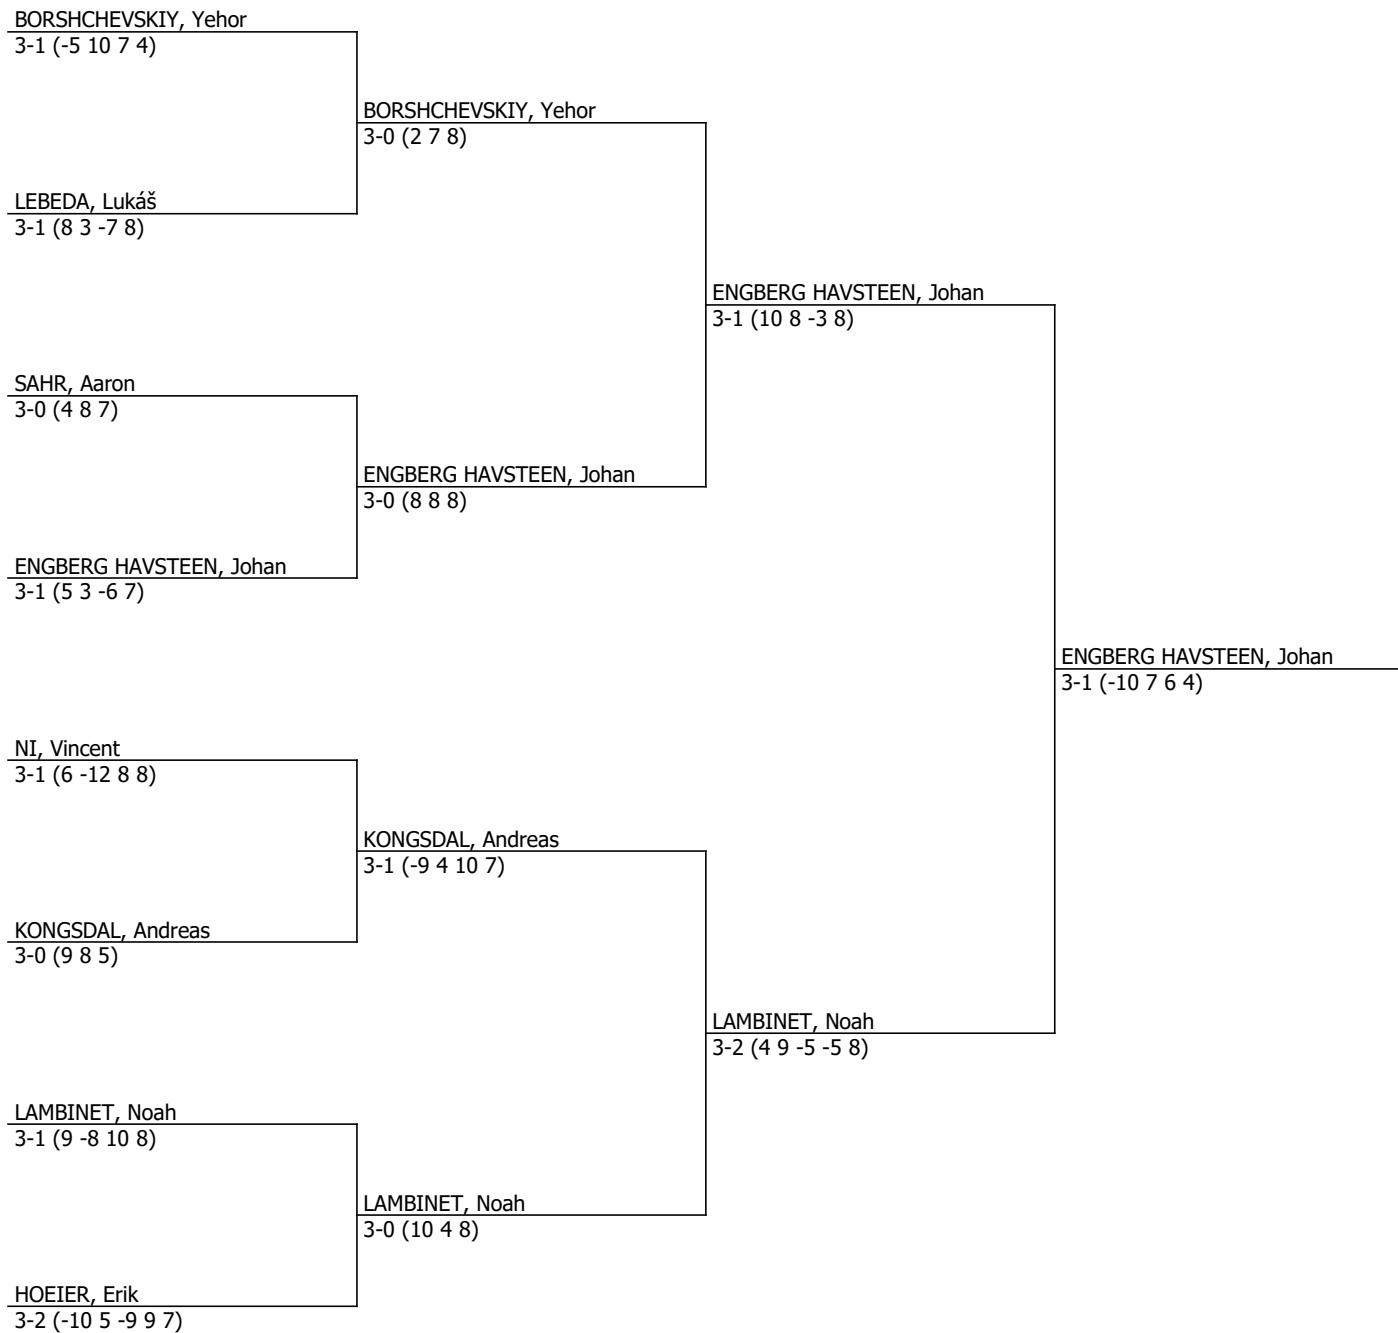 BORSHCHEVSKIY, Yehor
3-1 (-5 10 7 4)
BORSHCHEVSKIY, Yehor
3-0 (2 7 8)
LEBEDA, Lukáš
3-1 (8 3 -7 8)
ENGBERG HAVSTEEN, Johan
3-1 (10 8 -3 8)
SAHR, Aaron
3-0 (4 8 7)
ENGBERG HAVSTEEN, Johan
3-0 (8 8 8)
ENGBERG HAVSTEEN, Johan
3-1 (5 3 -6 7)
ENGBERG HAVSTEEN, Johan
3-1 (-10 7 6 4)
NI, Vincent
3-1 (6 -12 8 8)
KONGSDAL, Andreas
3-1 (-9 4 10 7)
KONGSDAL, Andreas
3-0 (9 8 5)
LAMBINET, Noah
3-2 (4 9 -5 -5 8)
LAMBINET, Noah
3-1 (9 -8 10 8)
LAMBINET, Noah
3-0 (10 4 8)
HOEIER, Erik
3-2 (-10 5 -9 9 7)